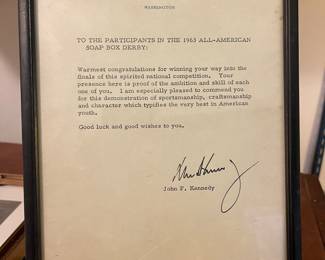 WASHINGTON
TO THE PARTICIPANTS IN THE 1963 ALL-AMERICAN
SOAP BOX DERBY:
Warmest congratulations for winning your way into the
finals of this spirited national competition. Your
presence here is proof of the ambition and skill of each
one of you. I am especially pleased to commend you
for this demonstration of sportsmanship, craftsmanship
and character which typifies the very best in American
youth.
Good luck and good wishes to you.
John F. Kennedy